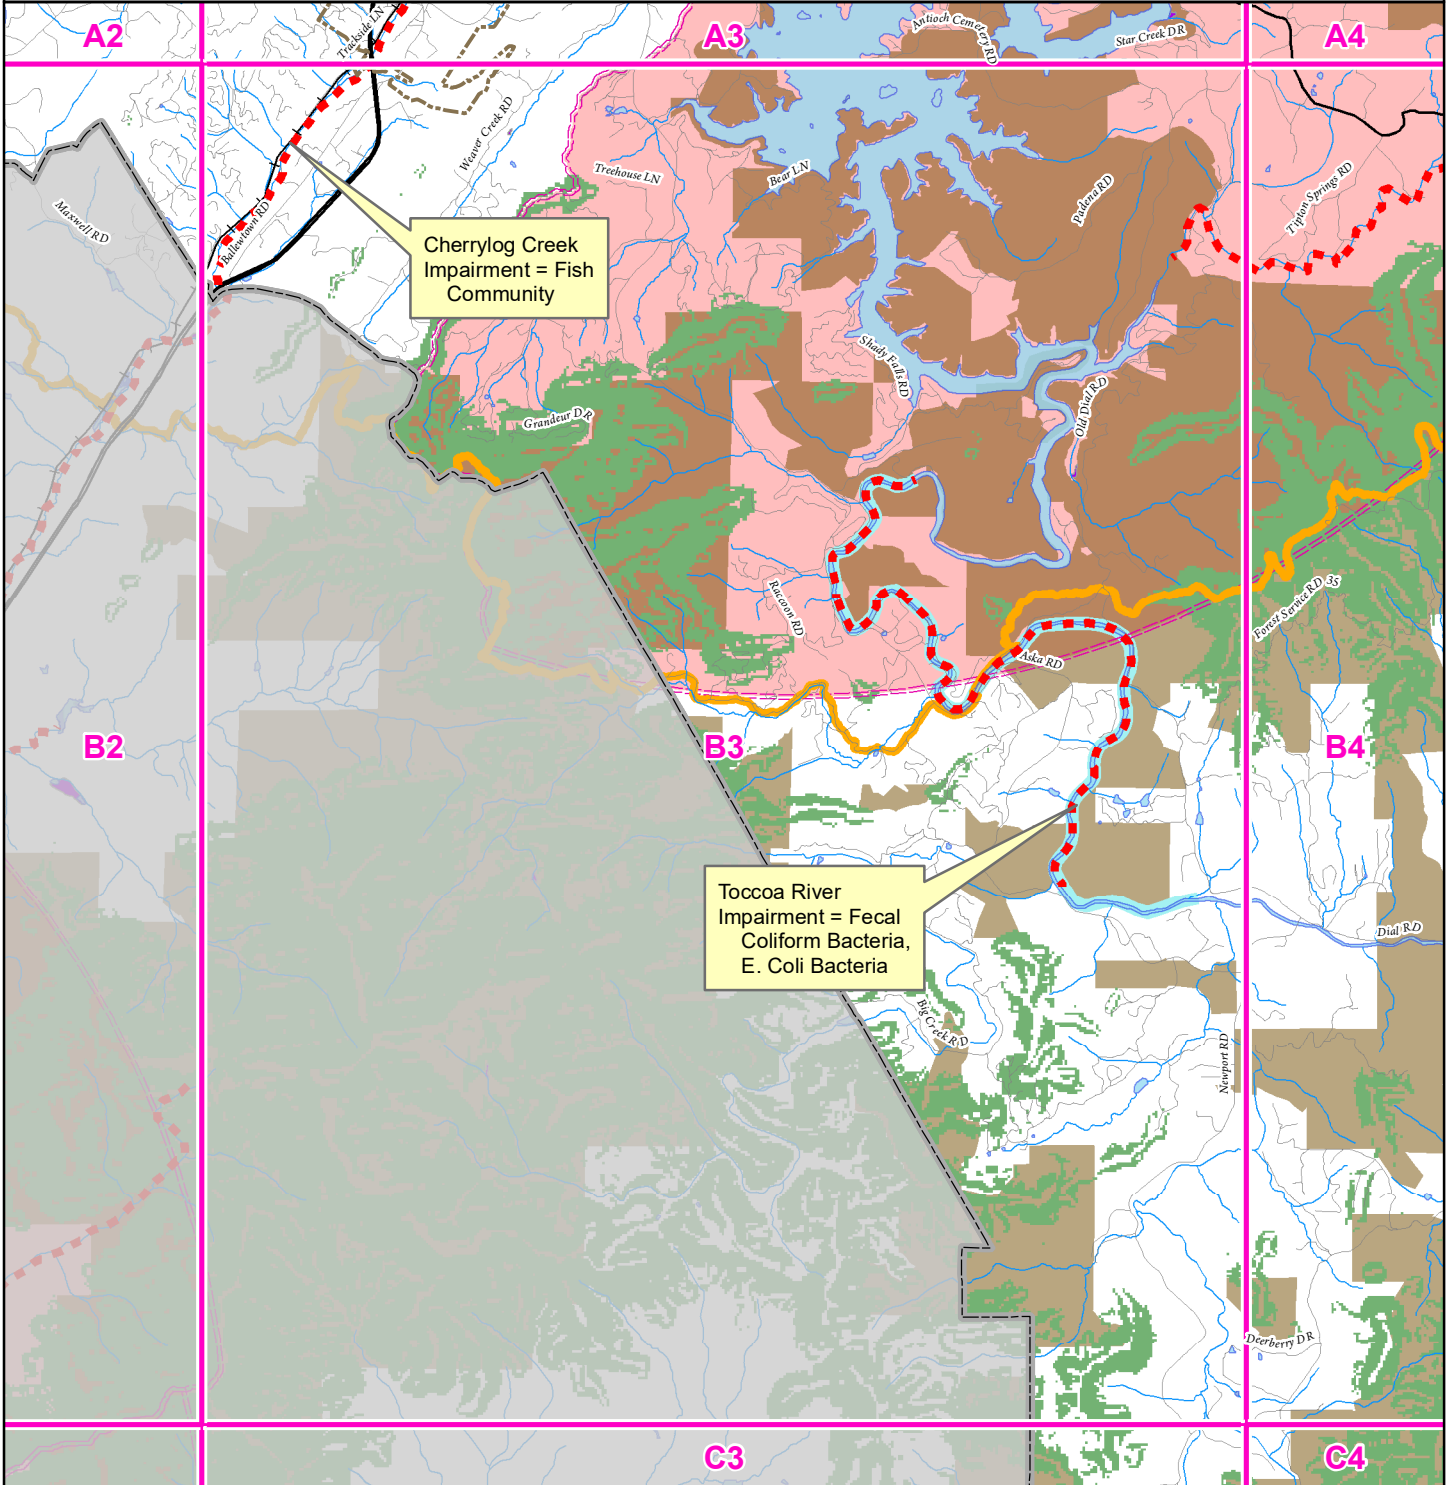 A2
A3
A4
Trackside LN
Antioch Cemetery RD
Star Creek DR
Weaver Creek RD
Treehouse LN
Bear LN
Padena RD
Tipton Springs RD
Maxwell RD
Ballewtown RD
Cherrylog Creek
Impairment = Fish
Community
Shady Falls RD
Old Dial RD
Grandeur DR
Raccoon RD
Forest Service RD 35
Aska RD
B2
B3
B4
Toccoa River
Impairment = Fecal
Coliform Bacteria,
E. Coli Bacteria
Dial RD
Big Creek RD
Newport RD
Deerberry DR
C3
C4